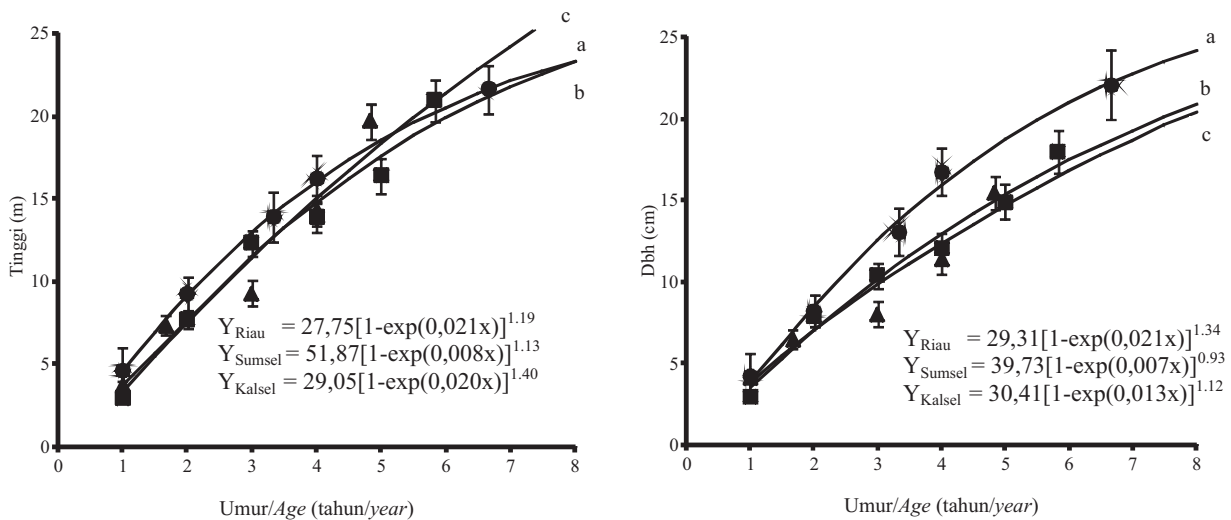 c
25
a
20
b
15
Tinggi (m)
10
Y_Riau = 27,75[1-exp(0,021x)]^1.19
Y_Sumsel = 51,87[1-exp(0,008x)]^1.13
Y_Kalsel = 29,05[1-exp(0,020x)]^1.40
5
0
0 1 2 3 4 5 6 7 8
Umur/Age (tahun/year)
25
a
b
20
c
15
Dbh (cm)
10
Y_Riau = 29,31[1-exp(0,021x)]^1.34
Y_Sumsel = 39,73[1-exp(0,007x)]^0.93
Y_Kalsel = 30,41[1-exp(0,013x)]^1.12
5
0
0 1 2 3 4 5 6 7 8
Umur/Age (tahun/year)